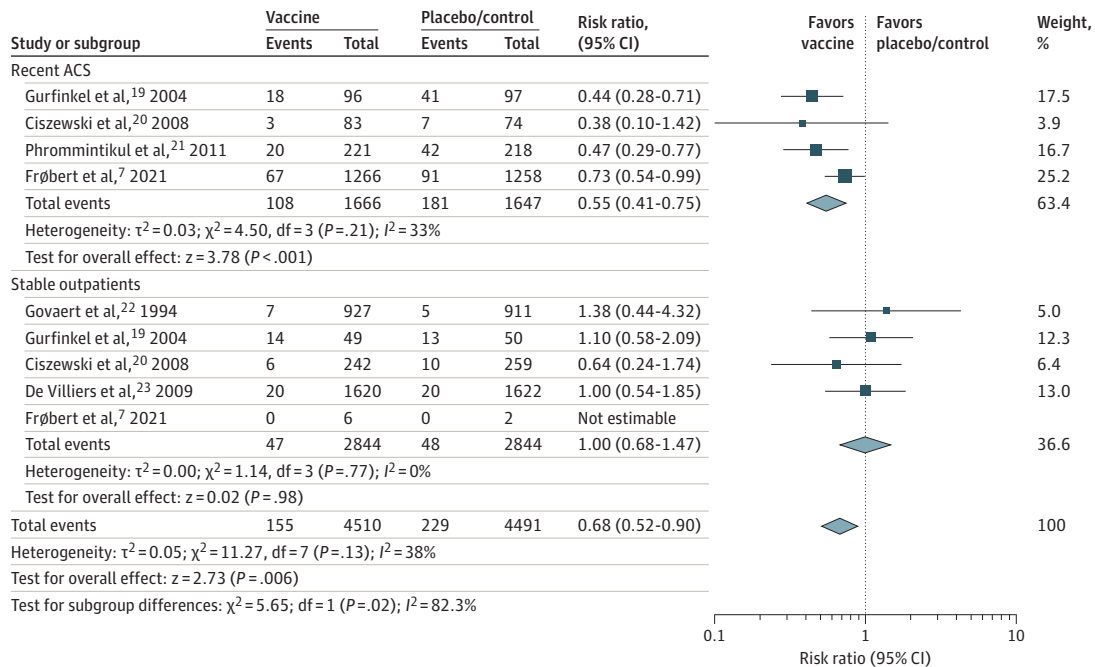 Vaccine Placebo/control Risk ratio, (95% CI) Favors vaccine Favors placebo/control Weight, %
Study or subgroup Events Total Events Total
Recent ACS
Gurfinkel et al,19 2004 18 96 41 97 0.44 (0.28-0.71) 17.5
Ciszewski et al,20 2008 3 83 7 74 0.38 (0.10-1.42) 3.9
Phrommintikul et al,21 2011 20 221 42 218 0.47 (0.29-0.77) 16.7
Frøbert et al,7 2021 67 1266 91 1258 0.73 (0.54-0.99) 25.2
Total events 108 1666 181 1647 0.55 (0.41-0.75) 63.4
Heterogeneity: τ2 = 0.03; χ2 = 4.50, df = 3 (P = .21); I2 = 33%
Test for overall effect: z = 3.78 (P < .001)
Stable outpatients
Govaert et al,22 1994 7 927 5 911 1.38 (0.44-4.32) 5.0
Gurfinkel et al,19 2004 14 49 13 50 1.10 (0.58-2.09) 12.3
Ciszewski et al,20 2008 6 242 10 259 0.64 (0.24-1.74) 6.4
De Villiers et al,23 2009 20 1620 20 1622 1.00 (0.54-1.85) 13.0
Frøbert et al,7 2021 0 6 0 2 Not estimable
Total events 47 2844 48 2844 1.00 (0.68-1.47) 36.6
Heterogeneity: τ2 = 0.00; χ2 = 1.14, df = 3 (P = .77); I2 = 0%
Test for overall effect: z = 0.02 (P = .98)
Total events 155 4510 229 4491 0.68 (0.52-0.90) 100
Heterogeneity: τ2 = 0.05; χ2 = 11.27, df = 7 (P = .13); I2 = 38%
Test for overall effect: z = 2.73 (P = .006)
Test for subgroup differences: χ2 = 5.65; df = 1 (P = .02); I2 = 82.3%
0.1 1 10
Risk ratio (95% CI)